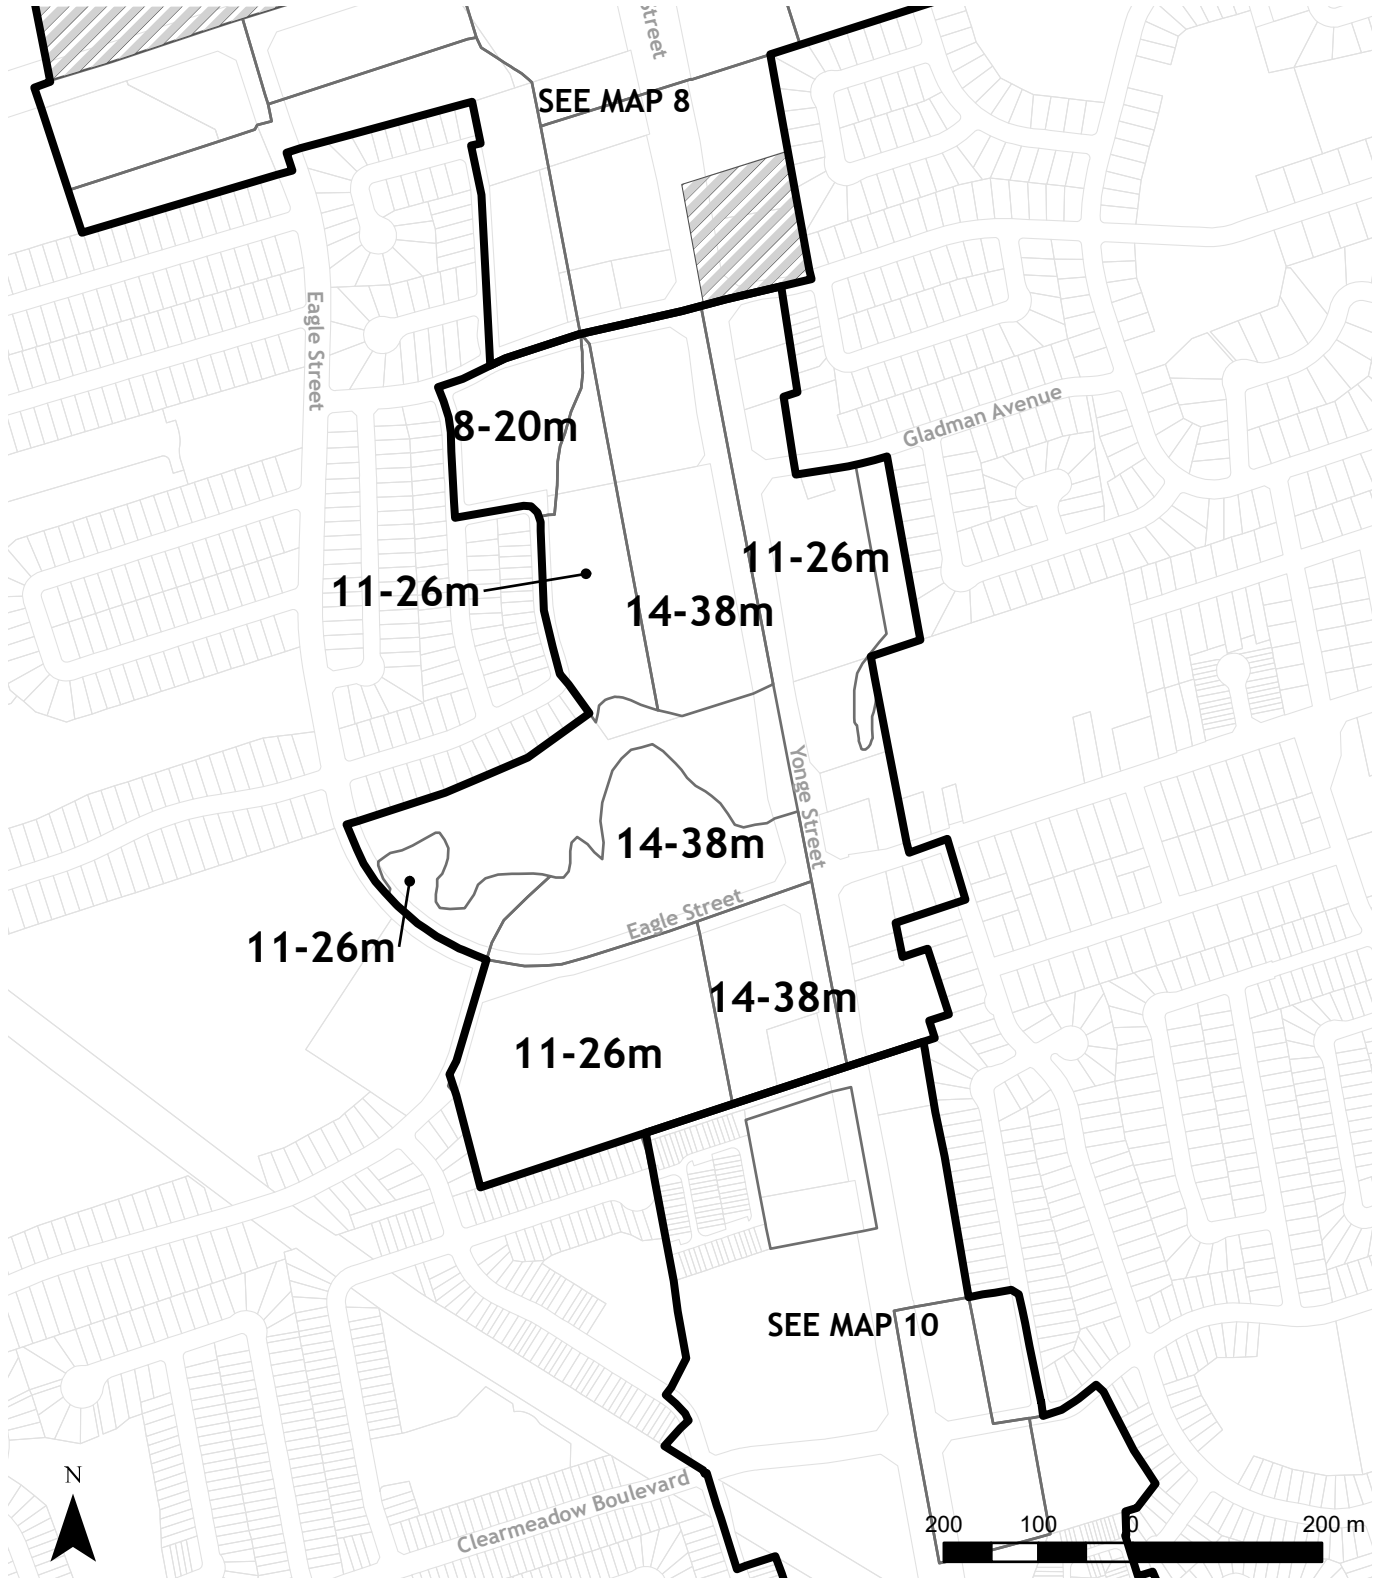 Street
SEE MAP 8
Eagle Street
Gladman Avenue
8-20m
11-26m
11-26m
14-38m
Yonge Street
14-38m
Eagle Street
11-26m
14-38m
11-26m
SEE MAP 10
N
Clearmeadow Boulevard
200 100 0 200 m